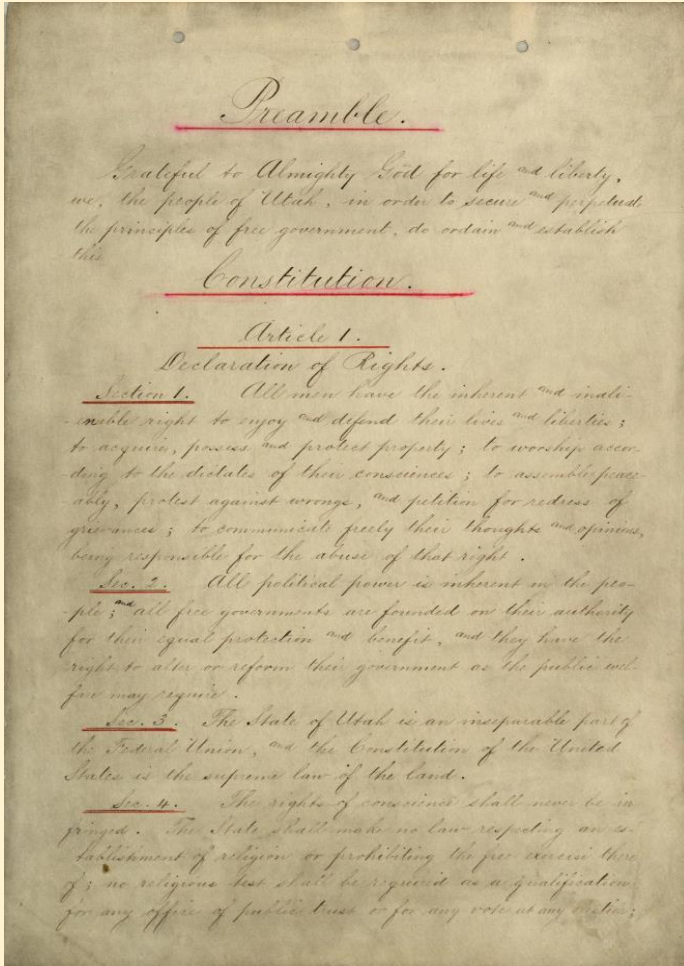 Preamble.
Grateful to Almighty God for life and liberty,
we, the people of Utah, in order to secure and perpetuate
the principles of free government, do ordain and establish
this
Constitution.
Article 1.
Declaration of Rights.
Section 1. All men have the inherent and inali-
-enable right to enjoy and defend their lives and liberties;
to acquire, possess and protect property; to worship accor-
-ding to the dictates of their consciences; to assemble peace-
-ably, protest against wrongs, and petition for redress of
grievances; to communicate freely their thoughts and opinions,
being responsible for the abuse of that right.
Sec. 2. All political power is inherent in the peo-
-ple; and all free governments are founded on their authority
for their equal protection and benefit, and they have the
right to alter or reform their government as the public wel
fare may require.
Sec. 3. The State of Utah is an inseparable part of
the Federal Union, and the Constitution of the United
States is the supreme law of the land.
Sec. 4. The rights of conscience shall never be in
fringed. The State shall make no law respecting an es-
tablishment of religion or prohibiting the free exercise there
of; no religious test shall be required as a qualification
for any office of public trust or for any vote at any election;